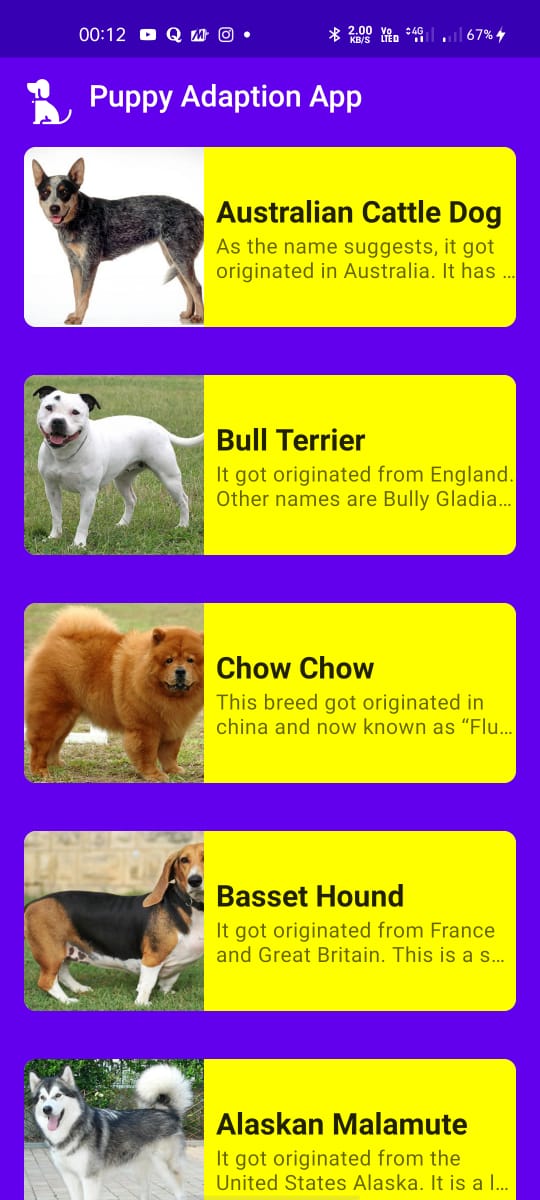 00:12
2.00 KB/S
Vo LTE
4G
67%
Puppy Adaption App
Australian Cattle Dog
As the name suggests, it got
originated in Australia. It has ...
Bull Terrier
It got originated from England.
Other names are Bully Gladia...
Chow Chow
This breed got originated in
china and now known as “Flu...
Basset Hound
It got originated from France
and Great Britain. This is a s...
Alaskan Malamute
It got originated from the
United States Alaska. It is a l...